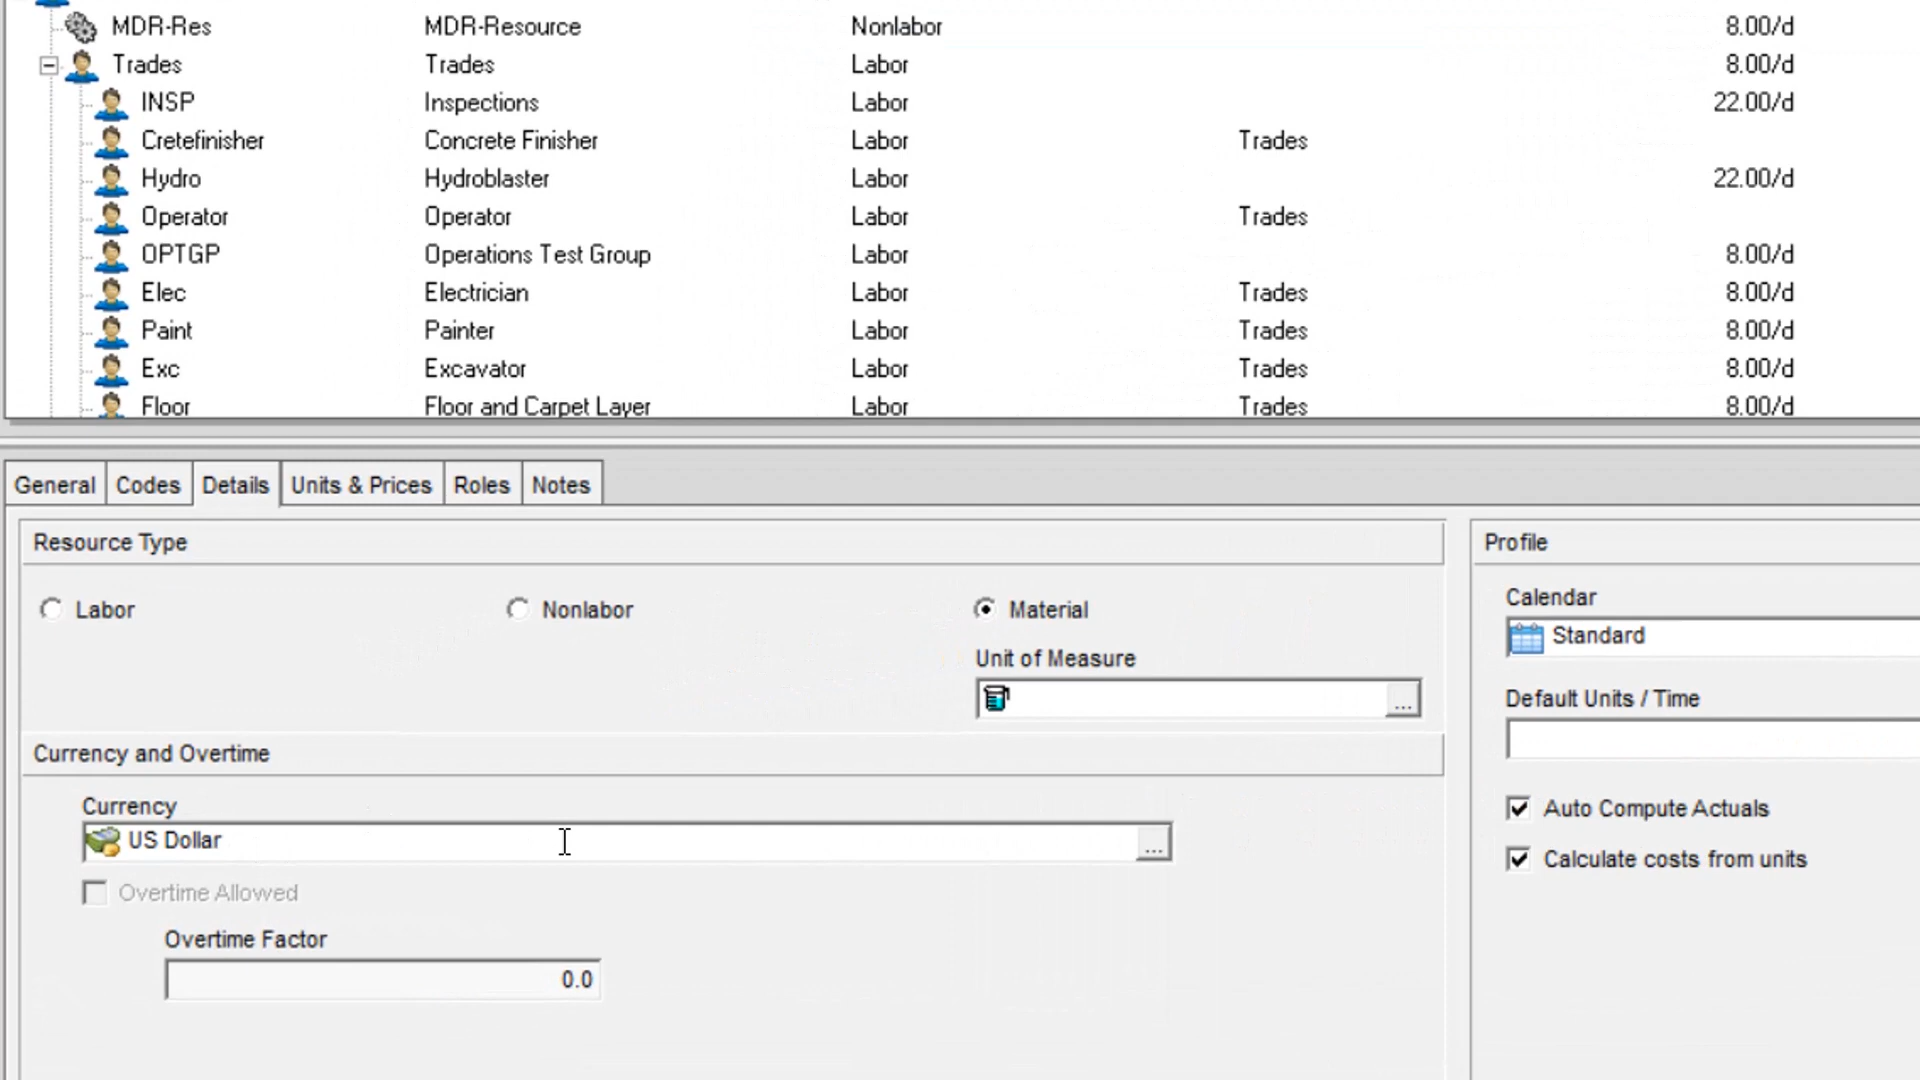 MDR-Res MDR-Resource Nonlabor 8.00/d
Trades Trades Labor 8.00/d
INSP Inspections Labor 22.00/d
Cretefinisher Concrete Finisher Labor Trades
Hydro Hydroblaster Labor 22.00/d
Operator Operator Labor Trades
OPTGP Operations Test Group Labor 8.00/d
Elec Electrician Labor Trades 8.00/d
Paint Painter Labor Trades 8.00/d
Exc Excavator Labor Trades 8.00/d
Floor Floor and Carpet Layer Labor Trades 8.00/d
General Codes Details Units & Prices Roles Notes
Resource Type
Labor Nonlabor Material
Unit of Measure
...
Currency and Overtime
Currency
US Dollar ...
Overtime Allowed
Overtime Factor
0.0
Profile
Calendar
Standard
Default Units / Time
Auto Compute Actuals
Calculate costs from units